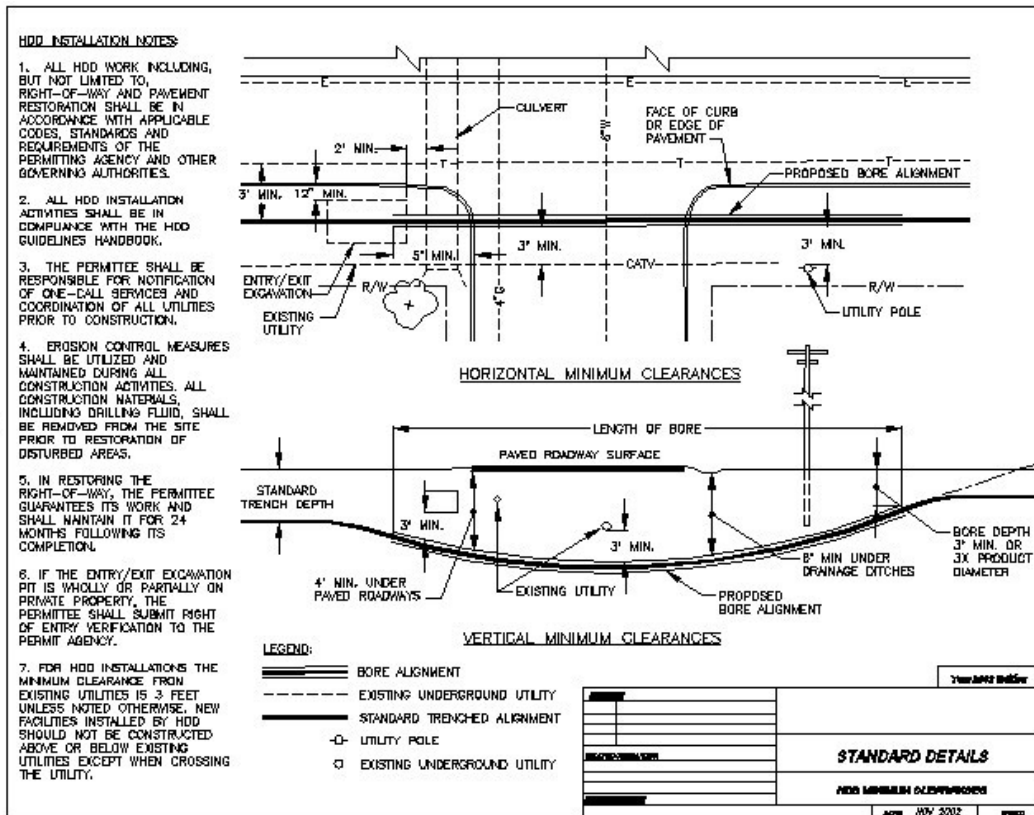 HDD INSTALLATION NOTES:
1. ALL HDD WORK INCLUDING,
BUT NOT LIMITED TO,
RIGHT-OF-WAY AND PAVEMENT
RESTORATION SHALL BE IN
ACCORDANCE WITH APPLICABLE
CODES, STANDARDS AND
REQUIREMENTS OF THE
PERMITTING AGENCY AND OTHER
GOVERNING AUTHORITIES.
2. ALL HDD INSTALLATION
ACTIVITIES SHALL BE IN
COMPLIANCE WITH THE HDD
GUIDELINES HANDBOOK.
3. THE PERMITTEE SHALL BE
RESPONSIBLE FOR NOTIFICATION
OF ONE-CALL SERVICES AND
COORDINATION OF ALL UTILITIES
PRIOR TO CONSTRUCTION.
4. EROSION CONTROL MEASURES
SHALL BE UTILIZED AND
MAINTAINED DURING ALL
CONSTRUCTION ACTIVITIES. ALL
CONSTRUCTION MATERIALS,
INCLUDING DRILLING FLUID, SHALL
BE REMOVED FROM THE SITE
PRIOR TO RESTORATION OF
DISTURBED AREAS.
5. IN RESTORING THE
RIGHT-OF-WAY, THE PERMITTEE
GUARANTEES ITS WORK AND
SHALL MAINTAIN IT FOR 24
MONTHS FOLLOWING ITS
COMPLETION.
6. IF THE ENTRY/EXIT EXCAVATION
PIT IS WHOLLY OR PARTIALLY ON
PRIVATE PROPERTY, THE
PERMITTEE SHALL SUBMIT RIGHT
OF ENTRY VERIFICATION TO THE
PERMIT AGENCY.
7. FOR HDD INSTALLATIONS THE
MINIMUM CLEARANCE FROM
EXISTING UTILITIES IS 3 FEET
UNLESS NOTED OTHERWISE. NEW
FACILITIES INSTALLED BY HDD
SHOULD NOT BE CONSTRUCTED
ABOVE OR BELOW EXISTING
UTILITIES EXCEPT WHEN CROSSING
THE UTILITY.
E E E
CULVERT
6"W
FACE OF CURB
OR EDGE OF
PAVEMENT
2' MIN.
T T T
PROPOSED BORE ALIGNMENT
3' MIN. 12" MIN.
3' MIN.
3' MIN.
5' MIN.
CATV
ENTRY/EXIT
EXCAVATION
R/W
4"G
R/W
EXISTING
UTILITY
UTILITY POLE
HORIZONTAL MINIMUM CLEARANCES
LENGTH OF BORE
PAVED ROADWAY SURFACE
STANDARD
TRENCH DEPTH
3' MIN.
3' MIN.
BORE DEPTH
3' MIN. OR
3X PRODUCT
DIAMETER
4' MIN. UNDER
PAVED ROADWAYS
EXISTING UTILITY
MIN UNDER
DRAINAGE DITCHES
PROPOSED
BORE ALIGNMENT
VERTICAL MINIMUM CLEARANCES
LEGEND:
BORE ALIGNMENT
EXISTING UNDERGROUND UTILITY
STANDARD TRENCHED ALIGNMENT
UTILITY POLE
EXISTING UNDERGROUND UTILITY
STANDARD DETAILS
HDD MINIMUM CLEARANCES
NOV 2002